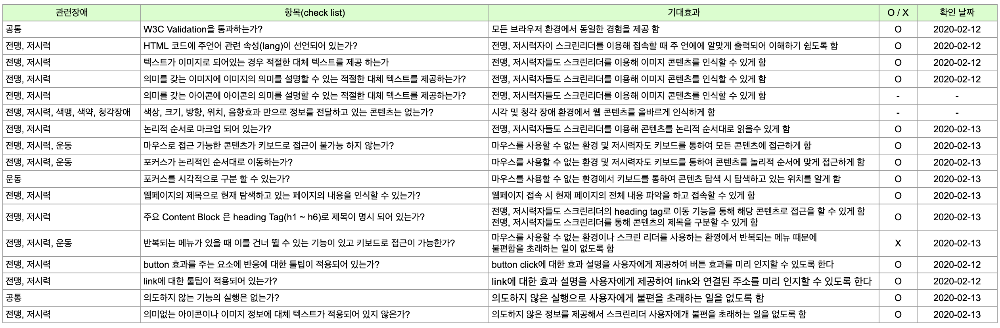 관련장애 항목(check list) 기대효과 O / X 확인 날짜
공통 W3C Validation을 통과하는가? 모든 브라우저 환경에서 동일한 경험을 제공 함 O 2020-02-12
전맹, 저시력 HTML 코드에 주언어 관련 속성(lang)이 선언되어 있는가? 전맹, 저시력자이 스크린리더를 이용해 접속할 때 주 언에에 알맞게 출력되어 이해하기 쉽도록 함 O 2020-02-12
전맹, 저시력 텍스트가 이미지로 되어있는 경우 적절한 대체 텍스트를 제공 하는가 전맹, 저시력자들도 스크린리더를 이용해 이미지 콘텐츠를 인식할 수 있게 함 O 2020-02-12
전맹, 저시력 의미를 갖는 이미지에 이미지의 의미를 설명할 수 있는 적절한 대체 텍스트를 제공하는가? 전맹, 저시력자들도 스크린리더를 이용해 이미지 콘텐츠를 인식할 수 있게 함 O 2020-02-12
전맹, 저시력 의미를 갖는 아이콘에 아이콘의 의미를 설명할 수 있는 적절한 대체 텍스트를 제공하는가? 전맹, 저시력자들도 스크린리더를 이용해 이미지 콘텐츠를 인식할 수 있게 함 - -
전맹, 저시력, 색맹, 색약, 청각장애 색상, 크기, 방향, 위치, 음향효과 만으로 정보를 전달하고 있는 콘텐츠는 없는가? 시각 및 청각 장애 환경에서 웹 콘텐츠를 올바르게 인식하게 함 - -
전맹, 저시력 논리적 순서로 마크업 되어 있는가? 전맹, 저시력자들도 스크린리더를 이용해 콘텐츠를 논리적 순서대로 읽을수 있게 함 O 2020-02-13
전맹, 저시력, 운동 마우스로 접근 가능한 콘텐츠가 키보드로 접근이 불가능 하지 않는가? 마우스를 사용할 수 없는 환경 및 저시력자도 키보드를 통하여 모든 콘텐츠에 접근하게 함 O 2020-02-13
전맹, 저시력, 운동 포커스가 논리적인 순서대로 이동하는가? 마우스를 사용할 수 없는 환경 및 저시력자도 키보드를 통하여 콘텐츠를 놀리적 순서에 맞게 접근하게 함 O 2020-02-13
운동 포커스를 시각적으로 구분 할 수 있는가? 마우스를 사용할 수 없는 환경에서 키보드를 통하여 콘텐츠 탐색 시 탐색하고 있는 위치를 알게 함 O 2020-02-13
전맹, 저시력 웹페이지의 제목으로 현재 탐색하고 있는 페이지의 내용을 인식할 수 있는가? 웹페이지 접속 시 현재 페이지의 전체 내용 파악을 하고 접속할 수 있게 함 O 2020-02-13
전맹, 저시력 주요 Content Block 은 heading Tag(h1 ~ h6)로 제목이 명시 되어 있는가? 전맹, 저시력자들도 스크린리더의 heading tag로 이동 기능을 통해 해당 콘텐츠로 접근을 할 수 있게 함
전맹, 저시력자들도 스크린리더를 통해 콘텐츠의 제목을 구분할 수 있게 함 O 2020-02-13
전맹, 저시력, 운동 반복되는 메뉴가 있을 때 이를 건너 뛸 수 있는 기능이 있고 키보드로 접근이 가능한가? 마우스를 사용할 수 없는 환경이나 스크린 리더를 사용하는 환꼉에서 반복되는 메뉴 때문에
불편함을 초래하는 일이 없도록 함 X 2020-02-13
전맹, 저시력 button 효과를 주는 요소에 반응에 대한 툴팁이 적용되어 있는가? button click에 대한 효과 설명을 사용자에게 제공하여 버튼 효과를 미리 인지할 수 있도록 한다 O 2020-02-12
전맹, 저시력 link에 대한 툴팁이 적용되어 있는가? link에 대한 효과 설명을 사용자에게 제공하여 link와 연결된 주소를 미리 인지할 수 있도록 한다 O 2020-02-12
공통 의도하지 않는 기능의 실행은 없는가? 의도하지 않은 실행으로 사용자에게 불편을 초래하는 일을 없도록 함 O 2020-02-13
전맹, 저시력 의미없는 아이콘이나 이미지 정보에 대체 텍스트가 적용되어 있지 않은가? 의도하지 않은 정보를 제공해서 스크린리더 사용자에개 불편을 초래하는 일을 없도록 함 O 2020-02-13